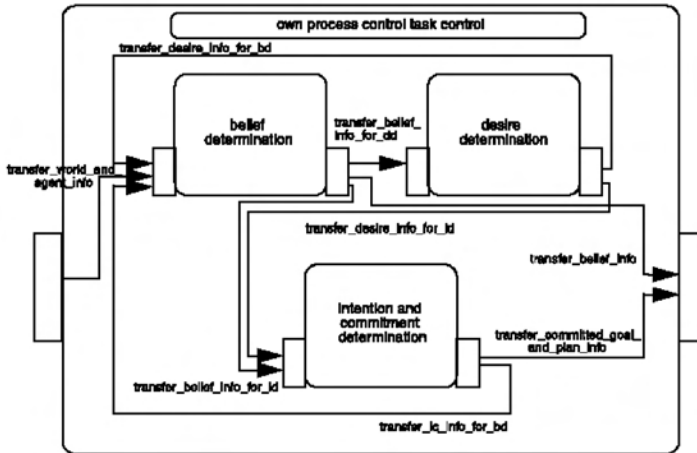 own process control task control
transfer_desire_info_for_bd
belief
determination
transfer_belief_
info_for_dd
desire
determination
transfer_world_and_
agent_info
transfer_desire_info_for_id
transfer_belief_info
intention and
commitment
determination
transfer_committed_goal_
and_plan_info
transfer_belief_info_for_id
transfer_ic_info_for_bd